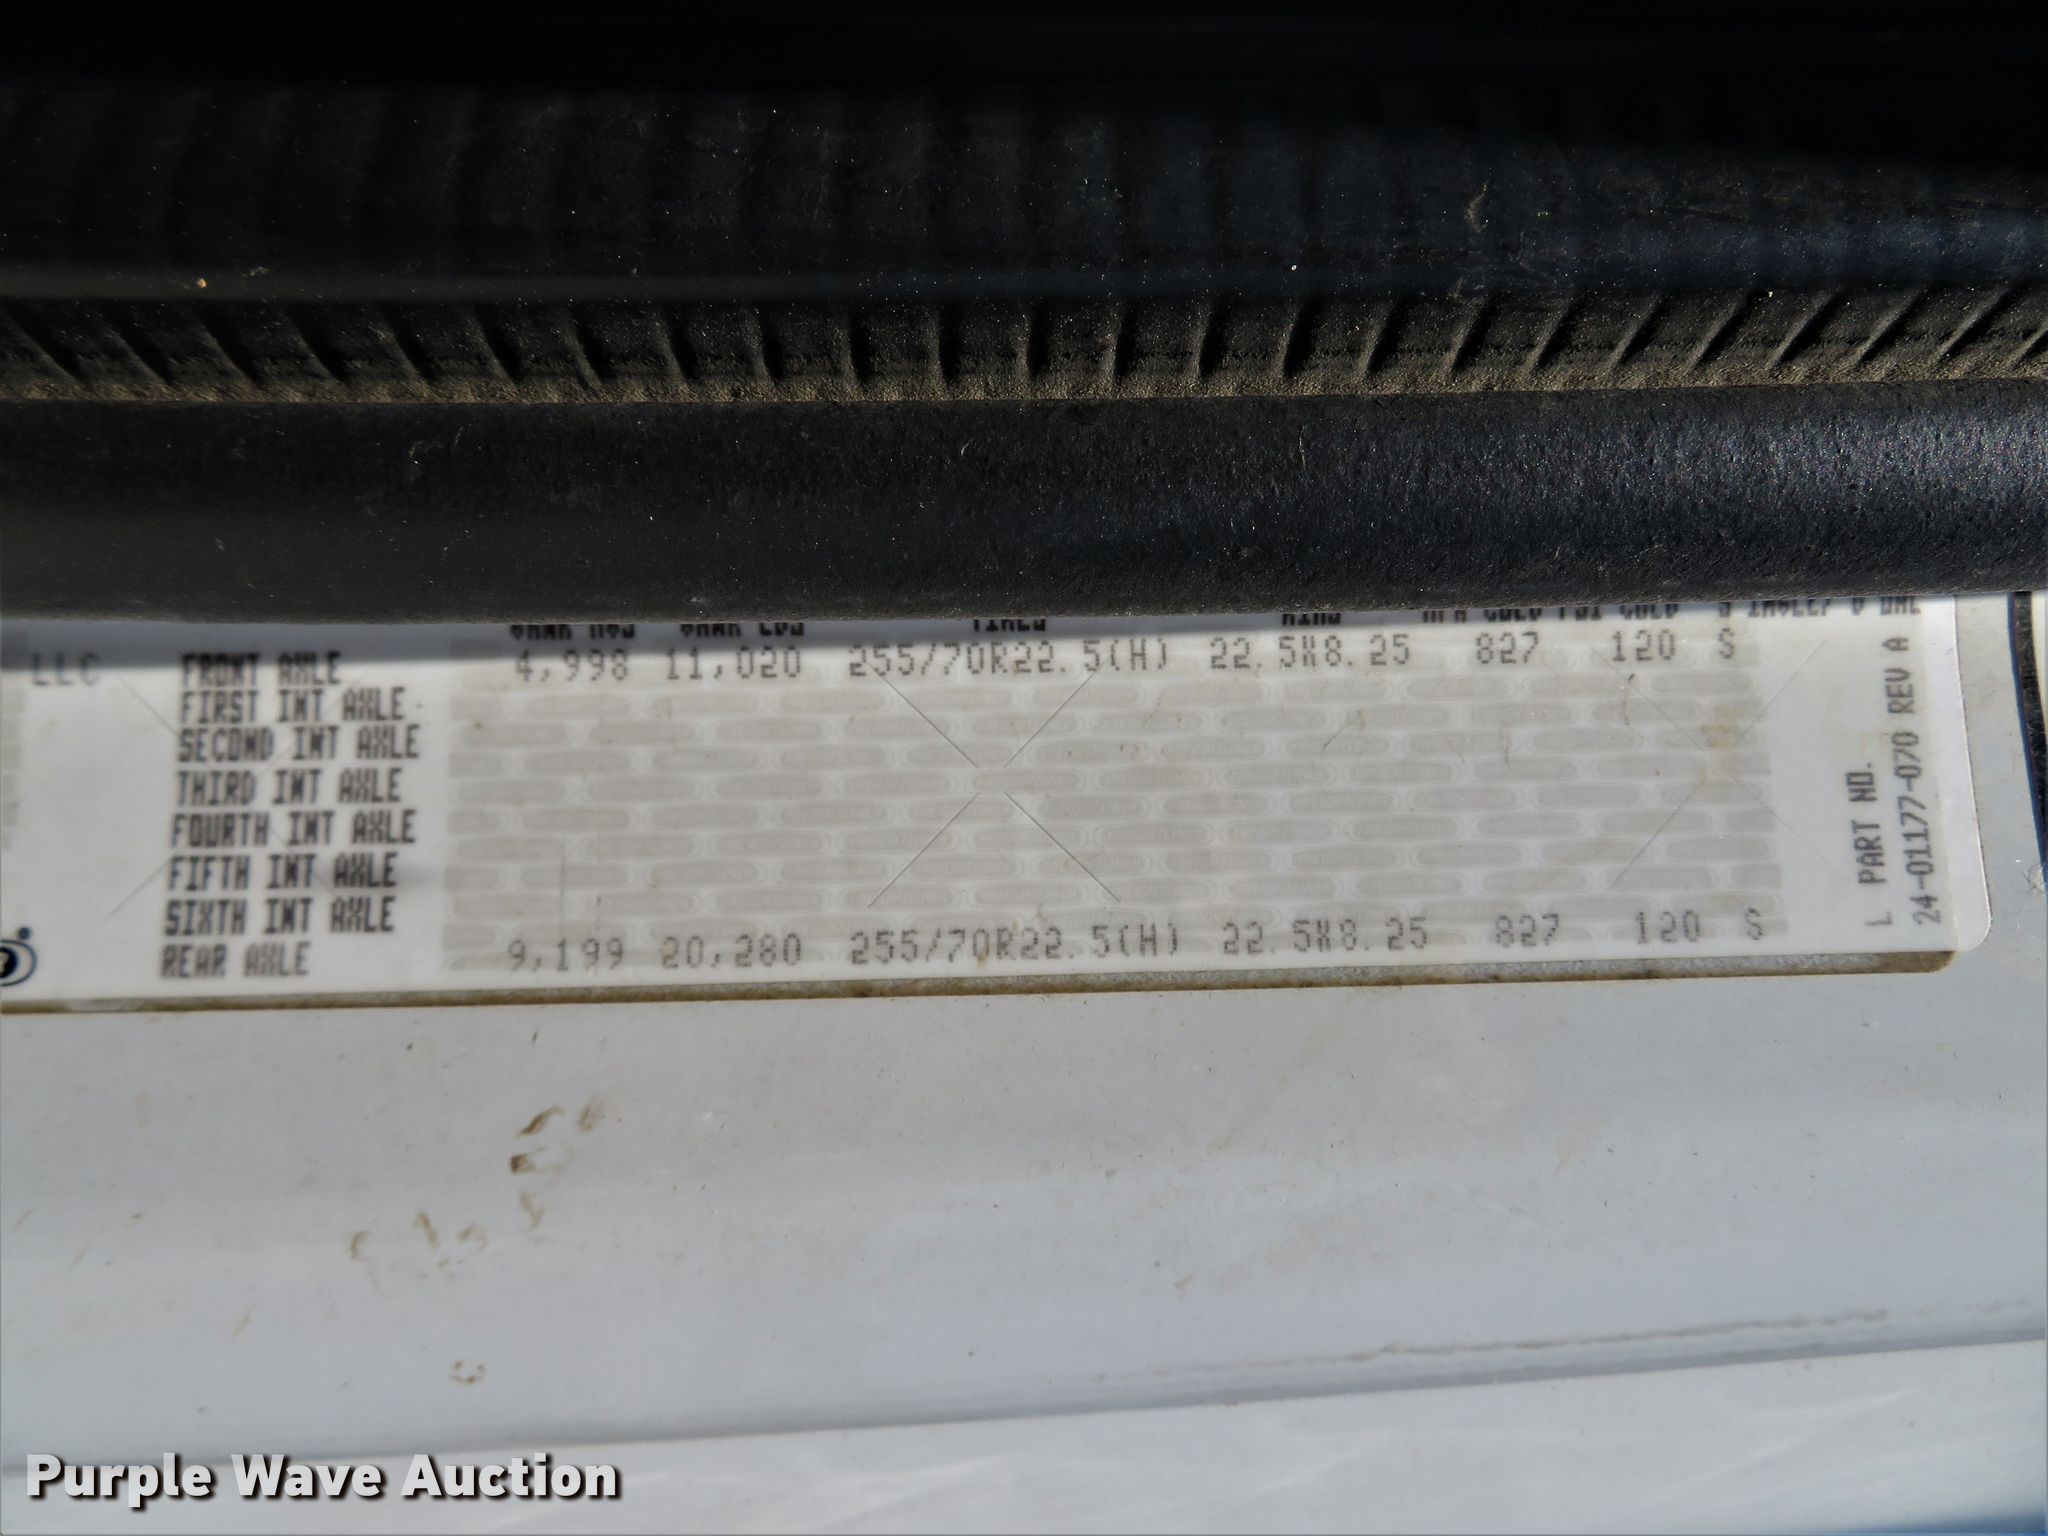 LLC FRONT AXLE 4,998 11,020 255/70R22.5(H) 22.5X8.25 827 120 S
FIRST INT AXLE
SECOND INT AXLE
THIRD INT AXLE
FOURTH INT AXLE
FIFTH INT AXLE
SIXTH INT AXLE
REAR AXLE 9,199 20,280 255/70R22.5(H) 22.5X8.25 827 120 S
L PART NO.
24-01177-070 REV A
Purple Wave Auction